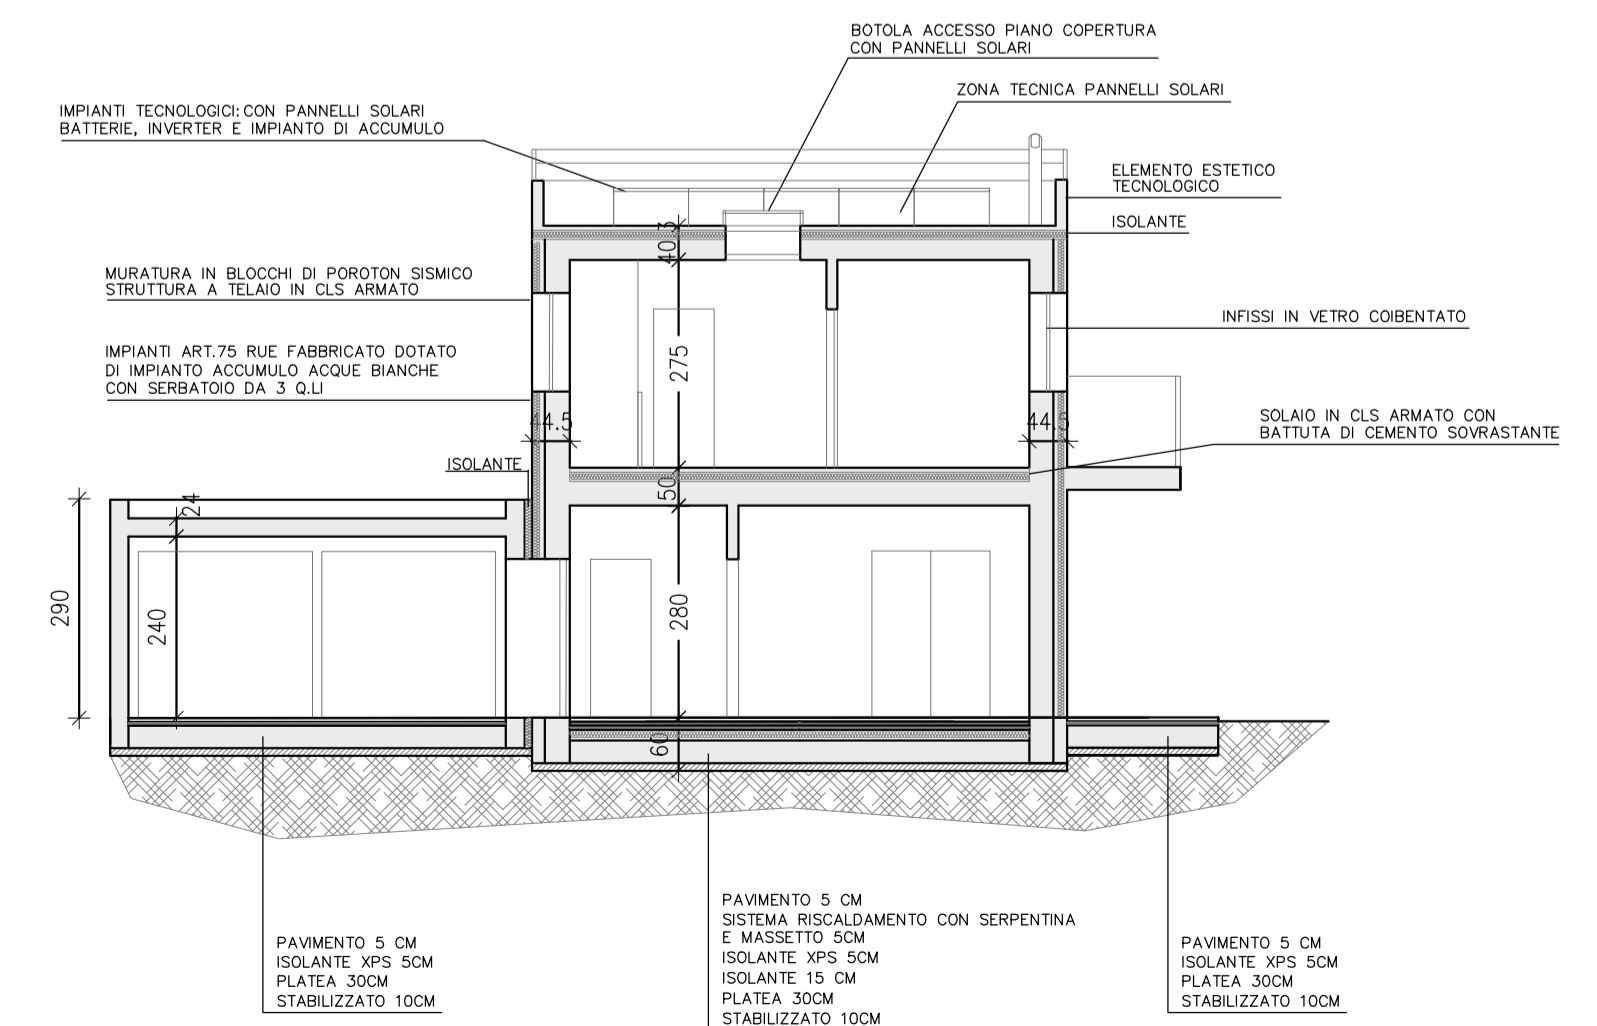 BOTOLA ACCESSO PIANO COPERTURA
CON PANNELLI SOLARI
ZONA TECNICA PANNELLI SOLARI
IMPIANTI TECNOLOGICI: CON PANNELLI SOLARI
BATTERIE, INVERTER E IMPIANTO DI ACCUMULO
ELEMENTO ESTETICO
TECNOLOGICO
ISOLANTE
40.3
MURATURA IN BLOCCHI DI POROTON SISMICO
STRUTTURA A TELAIO IN CLS ARMATO
INFISSI IN VETRO COIBENTATO
IMPIANTI ART.75 RUE FABBRICATO DOTATO
DI IMPIANTO ACCUMULO ACQUE BIANCHE
CON SERBATOIO DA 3 Q.LI
275
44.5
44.5
SOLAIO IN CLS ARMATO CON
BATTUTA DI CEMENTO SOVRASTANTE
ISOLANTE
50
24
290
240
280
60
PAVIMENTO 5 CM
ISOLANTE XPS 5CM
PLATEA 30CM
STABILIZZATO 10CM
PAVIMENTO 5 CM
SISTEMA RISCALDAMENTO CON SERPENTINA
E MASSETTO 5CM
ISOLANTE XPS 5CM
ISOLANTE 15 CM
PLATEA 30CM
STABILIZZATO 10CM
PAVIMENTO 5 CM
ISOLANTE XPS 5CM
PLATEA 30CM
STABILIZZATO 10CM